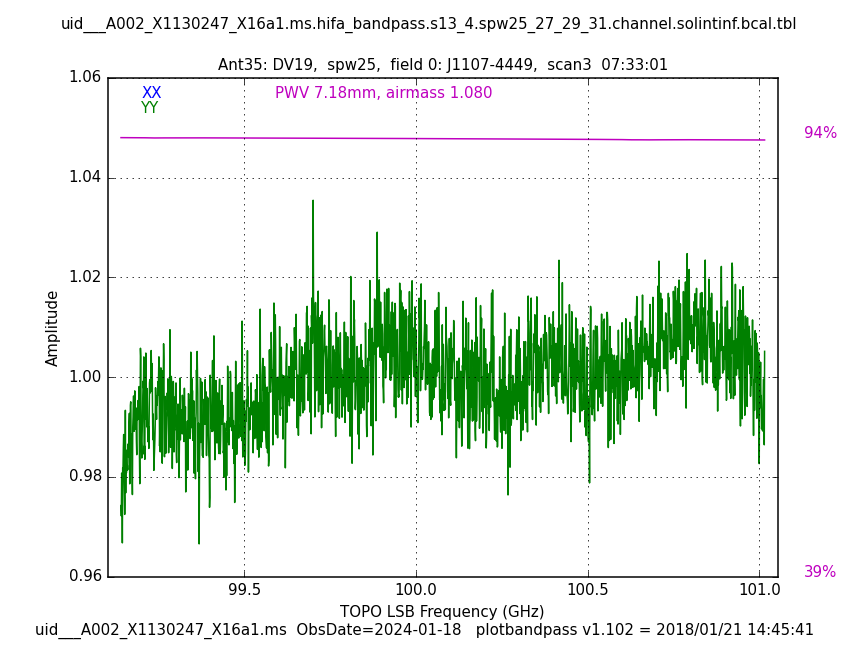 uid___A002_X1130247_X16a1.ms.hifa_bandpass.s13_4.spw25_27_29_31.channel.solintinf.bcal.tbl
Ant35: DV19,  spw25,  field 0: J1107-4449,  scan3  07:33:01
1.06
XX
PWV 7.18mm, airmass 1.080
YY
94%
1.04
1.02
Amplitude
1.00
0.98
0.96
39%
99.5
100.0
100.5
101.0
TOPO LSB Frequency (GHz)
uid___A002_X1130247_X16a1.ms  ObsDate=2024-01-18   plotbandpass v1.102 = 2018/01/21 14:45:41